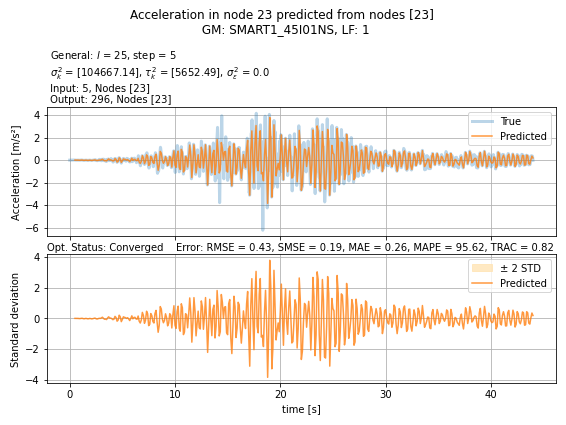 Acceleration in node 23 predicted from nodes [23]
GM: SMART1_45I01NS, LF: 1
General: l = 25, step = 5
σ²ₖ = [104667.14], τ²ₖ = [5652.49], σ²ₑ = 0.0
Input: 5, Nodes [23]
Output: 296, Nodes [23]
4
2
0
−2
−4
−6
Acceleration [m/s²]
True
Predicted
Opt. Status: Converged Error: RMSE = 0.43, SMSE = 0.19, MAE = 0.26, MAPE = 95.62, TRAC = 0.82
4
2
0
−2
−4
Standard deviation
± 2 STD
Predicted
0 10 20 30 40
time [s]